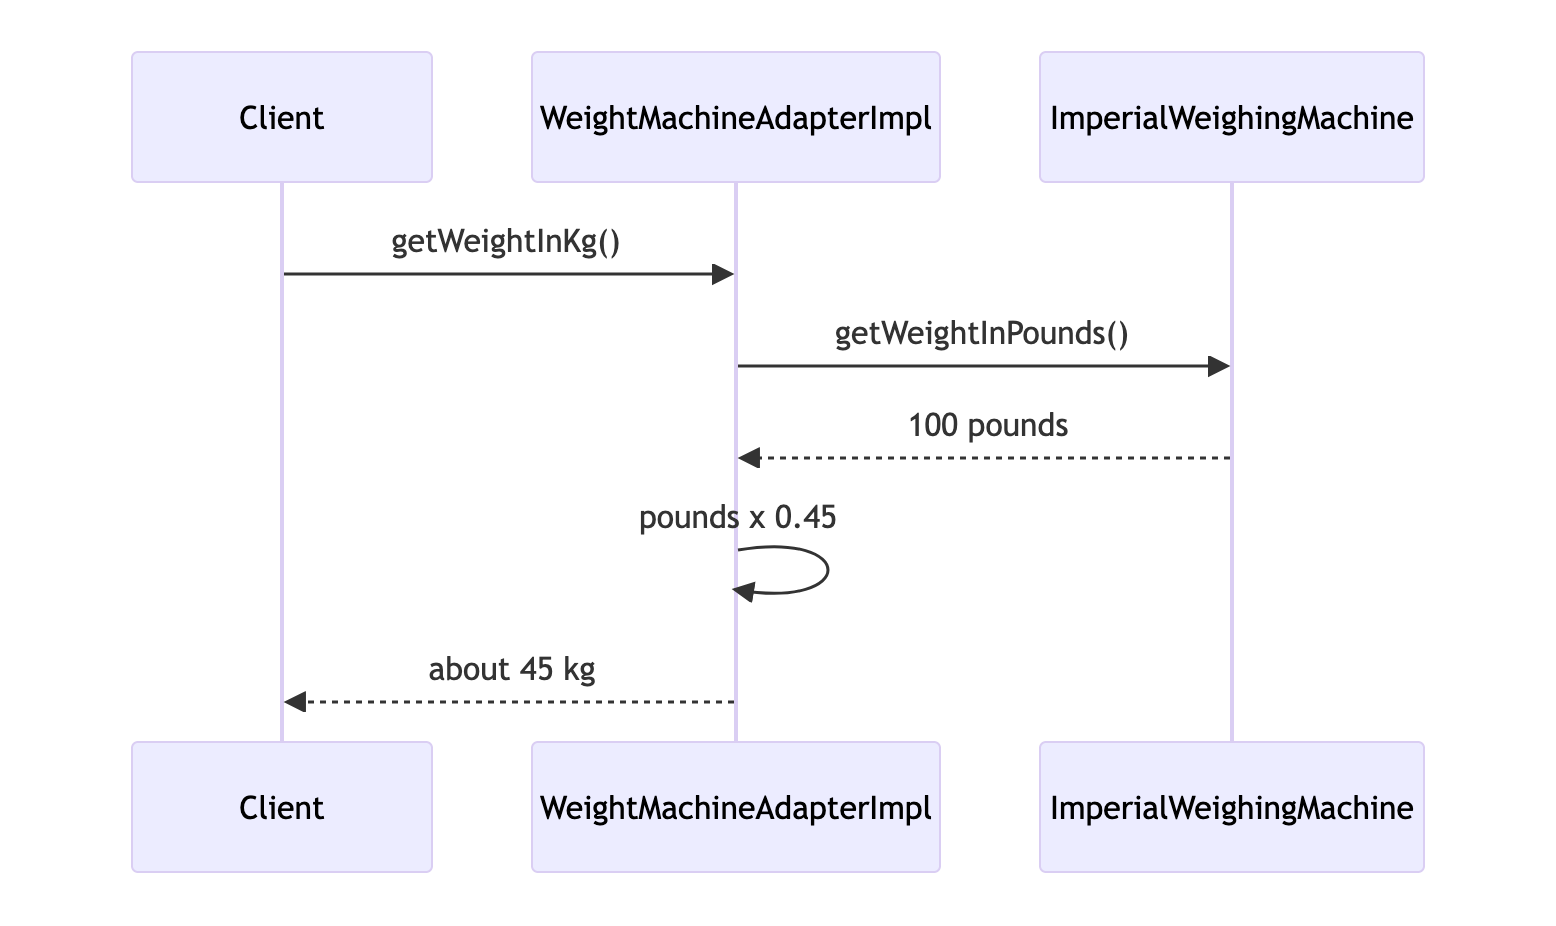 Client
WeightMachineAdapterImpl
ImperialWeighingMachine
getWeightInKg()
getWeightInPounds()
100 pounds
pounds x 0.45
about 45 kg
Client
WeightMachineAdapterImpl
ImperialWeighingMachine